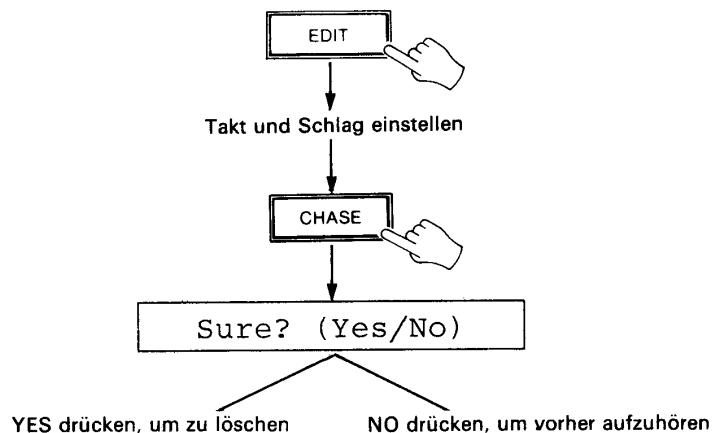 EDIT
Takt und Schlag einstellen
CHASE
Sure? (Yes/No)
YES drücken, um zu löschen
NO drücken, um vorher aufzuhören